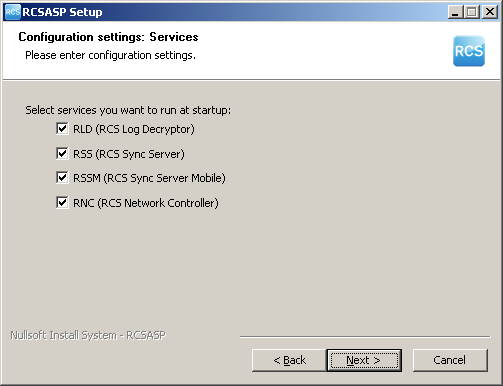 RCSASP Setup
Configuration settings: Services
Please enter configuration settings.
RCS
Select services you want to run at startup:
RLD (RCS Log Decryptor)
RSS (RCS Sync Server)
RSSM (RCS Sync Server Mobile)
RNC (RCS Network Controller)
Nullsoft Install System - RCSASP
< Back
Next >
Cancel